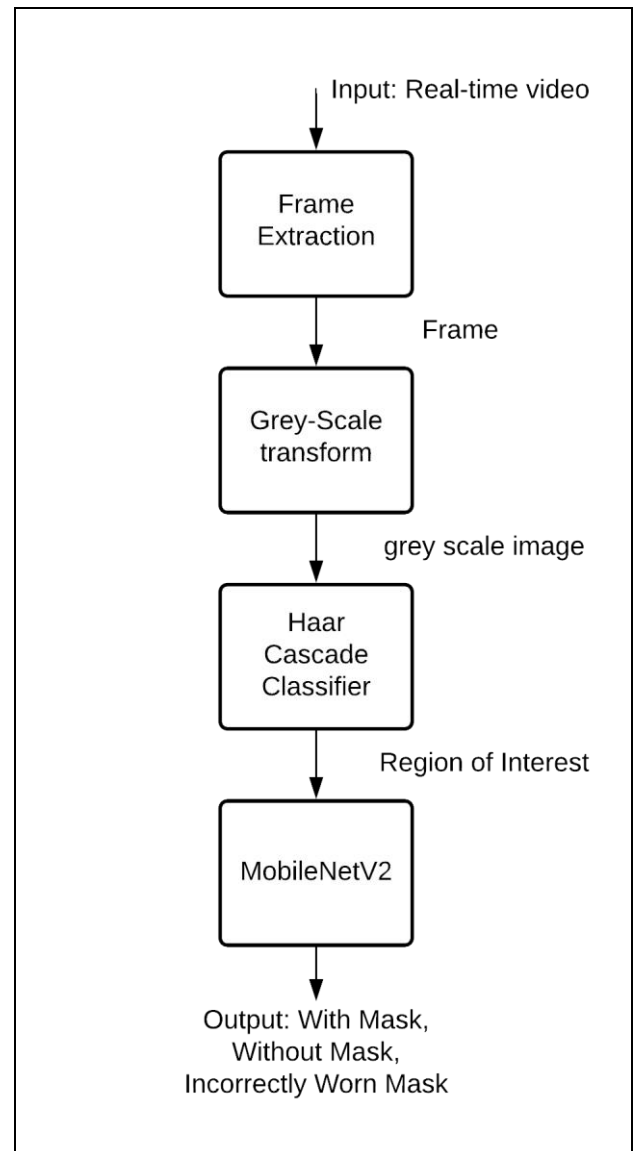 Input: Real-time video
Frame
Extraction
Frame
Grey-Scale
transform
grey scale image
Haar
Cascade
Classifier
Region of Interest
MobileNetV2
Output: With Mask,
Without Mask,
Incorrectly Worn Mask